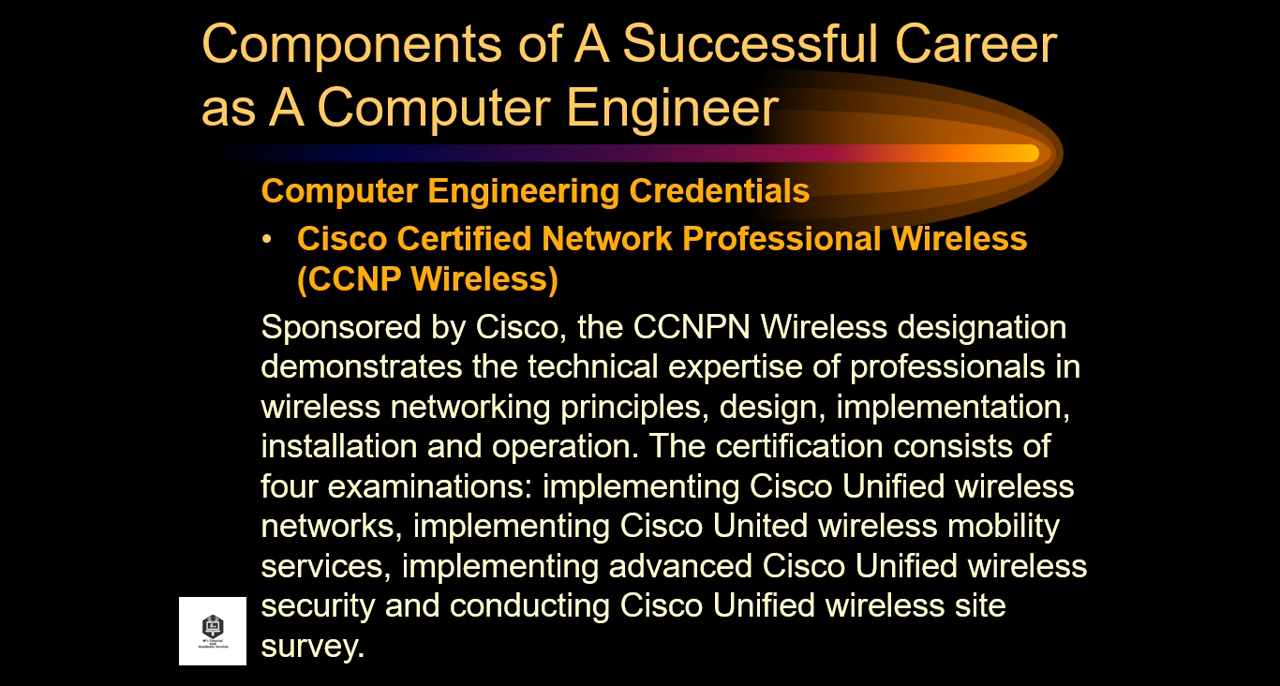 Components of A Successful Career
as A Computer Engineer
Computer Engineering Credentials
• Cisco Certified Network Professional Wireless
(CCNP Wireless)
Sponsored by Cisco, the CCNPN Wireless designation
demonstrates the technical expertise of professionals in
wireless networking principles, design, implementation,
installation and operation. The certification consists of
four examinations: implementing Cisco Unified wireless
networks, implementing Cisco United wireless mobility
services, implementing advanced Cisco Unified wireless
security and conducting Cisco Unified wireless site
survey.